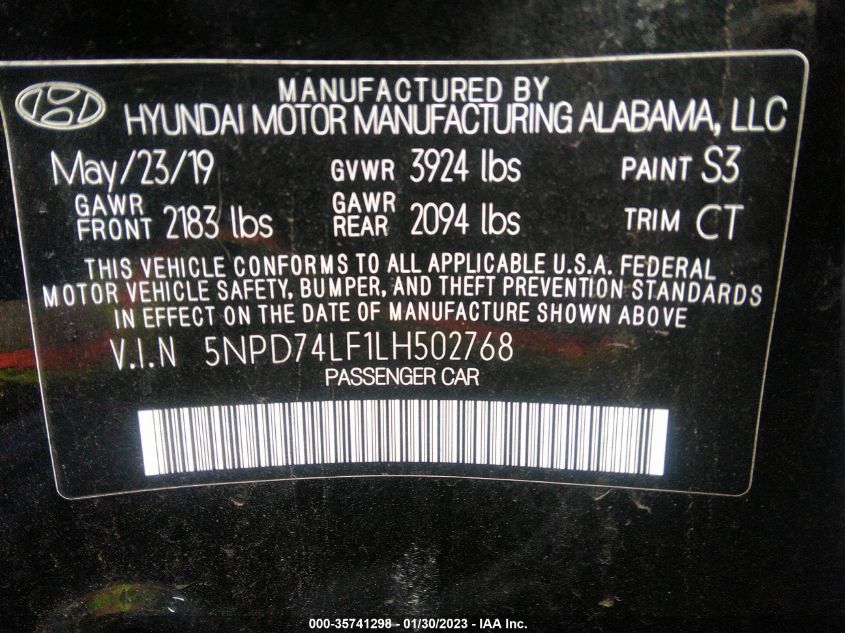 MANUFACTURED BY
HYUNDAI MOTOR MANUFACTURING ALABAMA, LLC
May/23/19 GVWR 3924 lbs PAINT S3
GAWR FRONT 2183 lbs GAWR REAR 2094 lbs TRIM CT
THIS VEHICLE CONFORMS TO ALL APPLICABLE U.S.A. FEDERAL
MOTOR VEHICLE SAFETY, BUMPER, AND THEFT PREVENTION STANDARDS
IN EFFECT ON THE DATE OF MANUFACTURE SHOWN ABOVE
V.I.N 5NPD74LF1LH502768
PASSENGER CAR
000-35741298 - 01/30/2023 - IAA Inc.